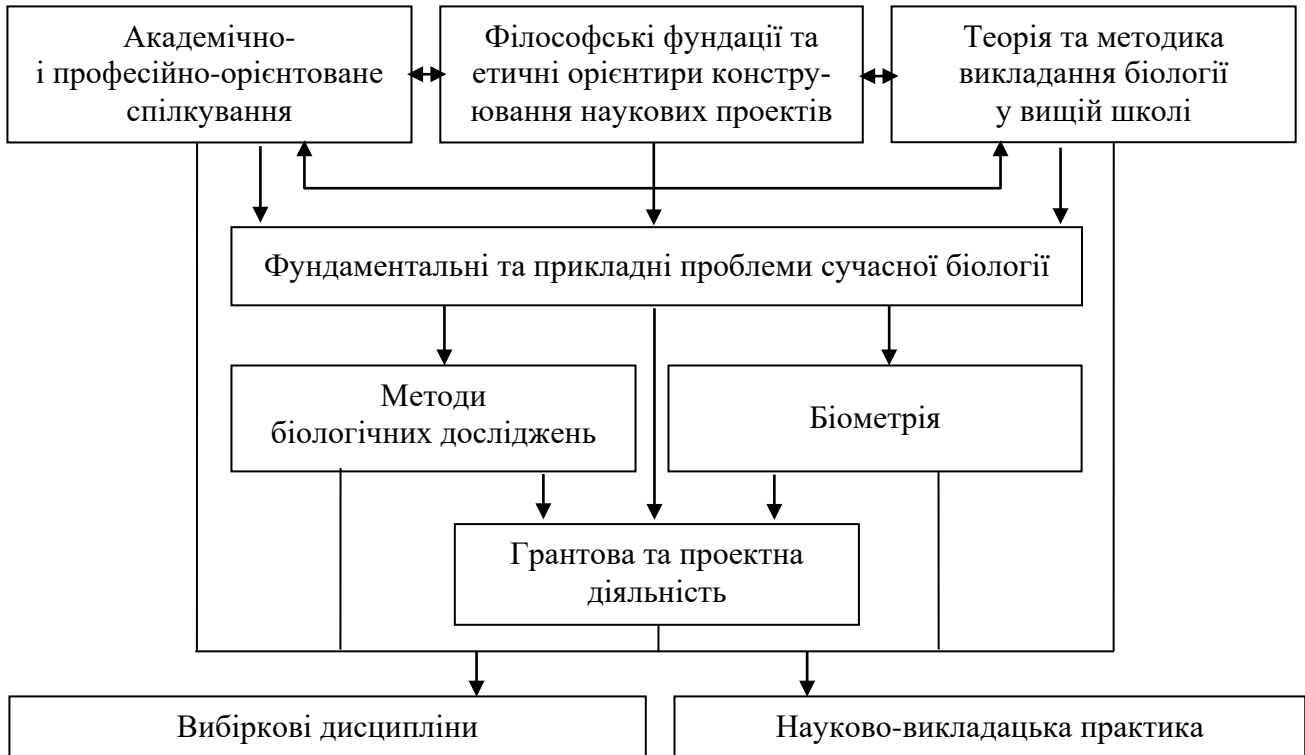 Академічно-
і професійно-орієнтоване
спілкування
Філософські фундації та
етичні орієнтири констру-
ювання наукових проектів
Теорія та методика
викладання біології
у вищій школі
Фундаментальні та прикладні проблеми сучасної біології
Методи
біологічних досліджень
Біометрія
Грантова та проектна
діяльність
Вибіркові дисципліни
Науково-викладацька практика